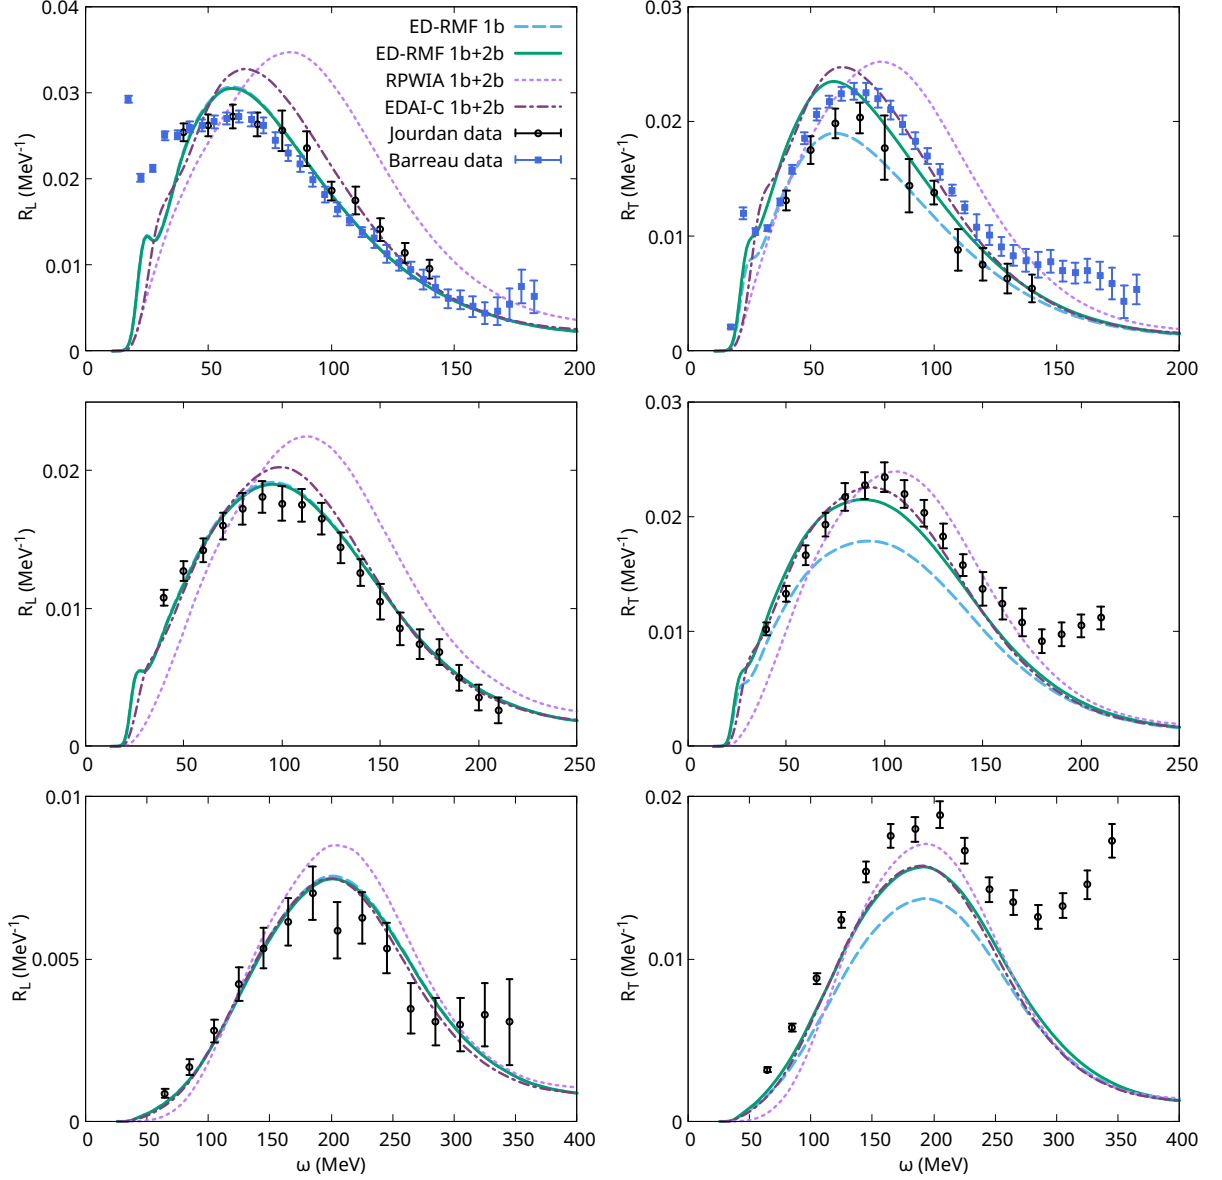 0.04
0.03
0.02
0.01
0
R_L (MeV⁻¹)
0 50 100 150 200
ED-RMF 1b
ED-RMF 1b+2b
RPWIA 1b+2b
EDAI-C 1b+2b
Jourdan data
Barreau data
0.03
0.02
0.01
0
R_T (MeV⁻¹)
0 50 100 150 200
0.02
0.01
0
R_L (MeV⁻¹)
0 50 100 150 200 250
0.03
0.02
0.01
0
R_T (MeV⁻¹)
0 50 100 150 200 250
0.01
0.005
0
R_L (MeV⁻¹)
0 50 100 150 200 250 300 350 400
ω (MeV)
0.02
0.01
0
R_T (MeV⁻¹)
0 50 100 150 200 250 300 350 400
ω (MeV)